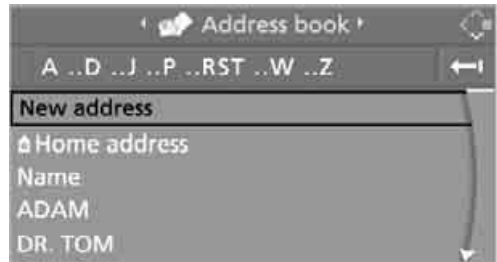 Address book
A ..D ..J ..P ..RST ..W ..Z
New address
Home address
Name
ADAM
DR. TOM